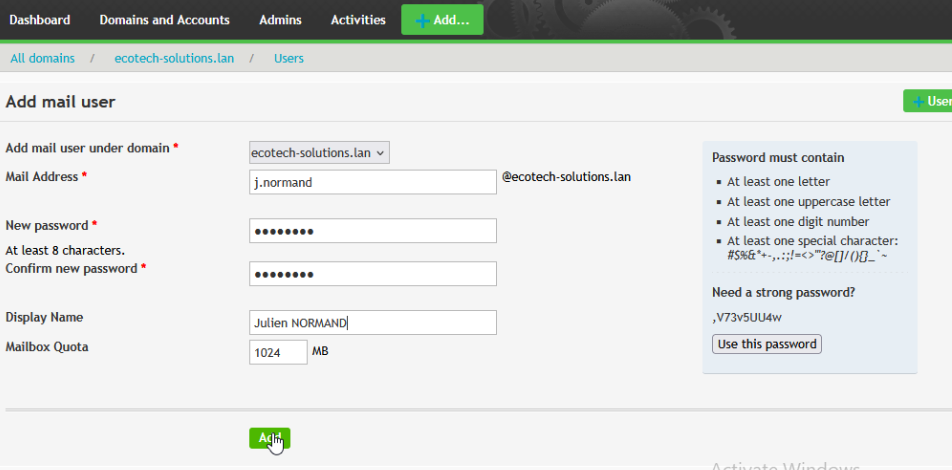 Dashboard Domains and Accounts Admins Activities + Add...
All domains / ecotech-solutions.lan / Users
Add mail user
+ User
Add mail user under domain *
ecotech-solutions.lan
Mail Address *
j.normand
@ecotech-solutions.lan
New password *
••••••••
At least 8 characters.
Confirm new password *
••••••••
Display Name
Julien NORMAND
Mailbox Quota
1024 MB
Add
Password must contain
▪ At least one letter
▪ At least one uppercase letter
▪ At least one digit number
▪ At least one special character:
#$%&*+-,.:;!=<>'"?@[]/(){}_`~
Need a strong password?
,V73v5UU4w
Use this password
Activate Windows